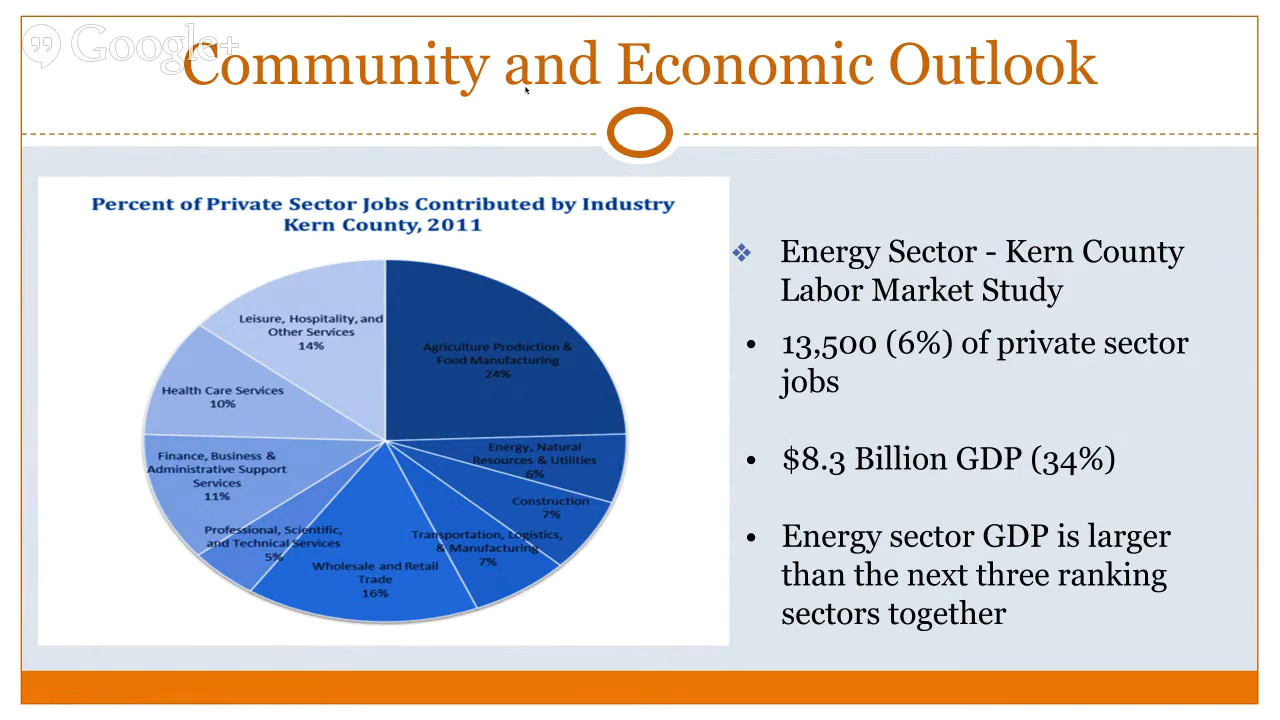 Google+
Community and Economic Outlook
Percent of Private Sector Jobs Contributed by Industry
Kern County, 2011
Leisure, Hospitality, and
Other Services
14%
Agriculture Production &
Food Manufacturing
24%
Health Care Services
10%
Energy, Natural
Resources & Utilities
6%
Finance, Business &
Administrative Support
Services
11%
Construction
7%
Professional, Scientific,
and Technical Services
5%
Transportation, Logistics,
& Manufacturing
7%
Wholesale and Retail
Trade
16%
❖ Energy Sector - Kern County
Labor Market Study
• 13,500 (6%) of private sector
jobs
• $8.3 Billion GDP (34%)
• Energy sector GDP is larger
than the next three ranking
sectors together